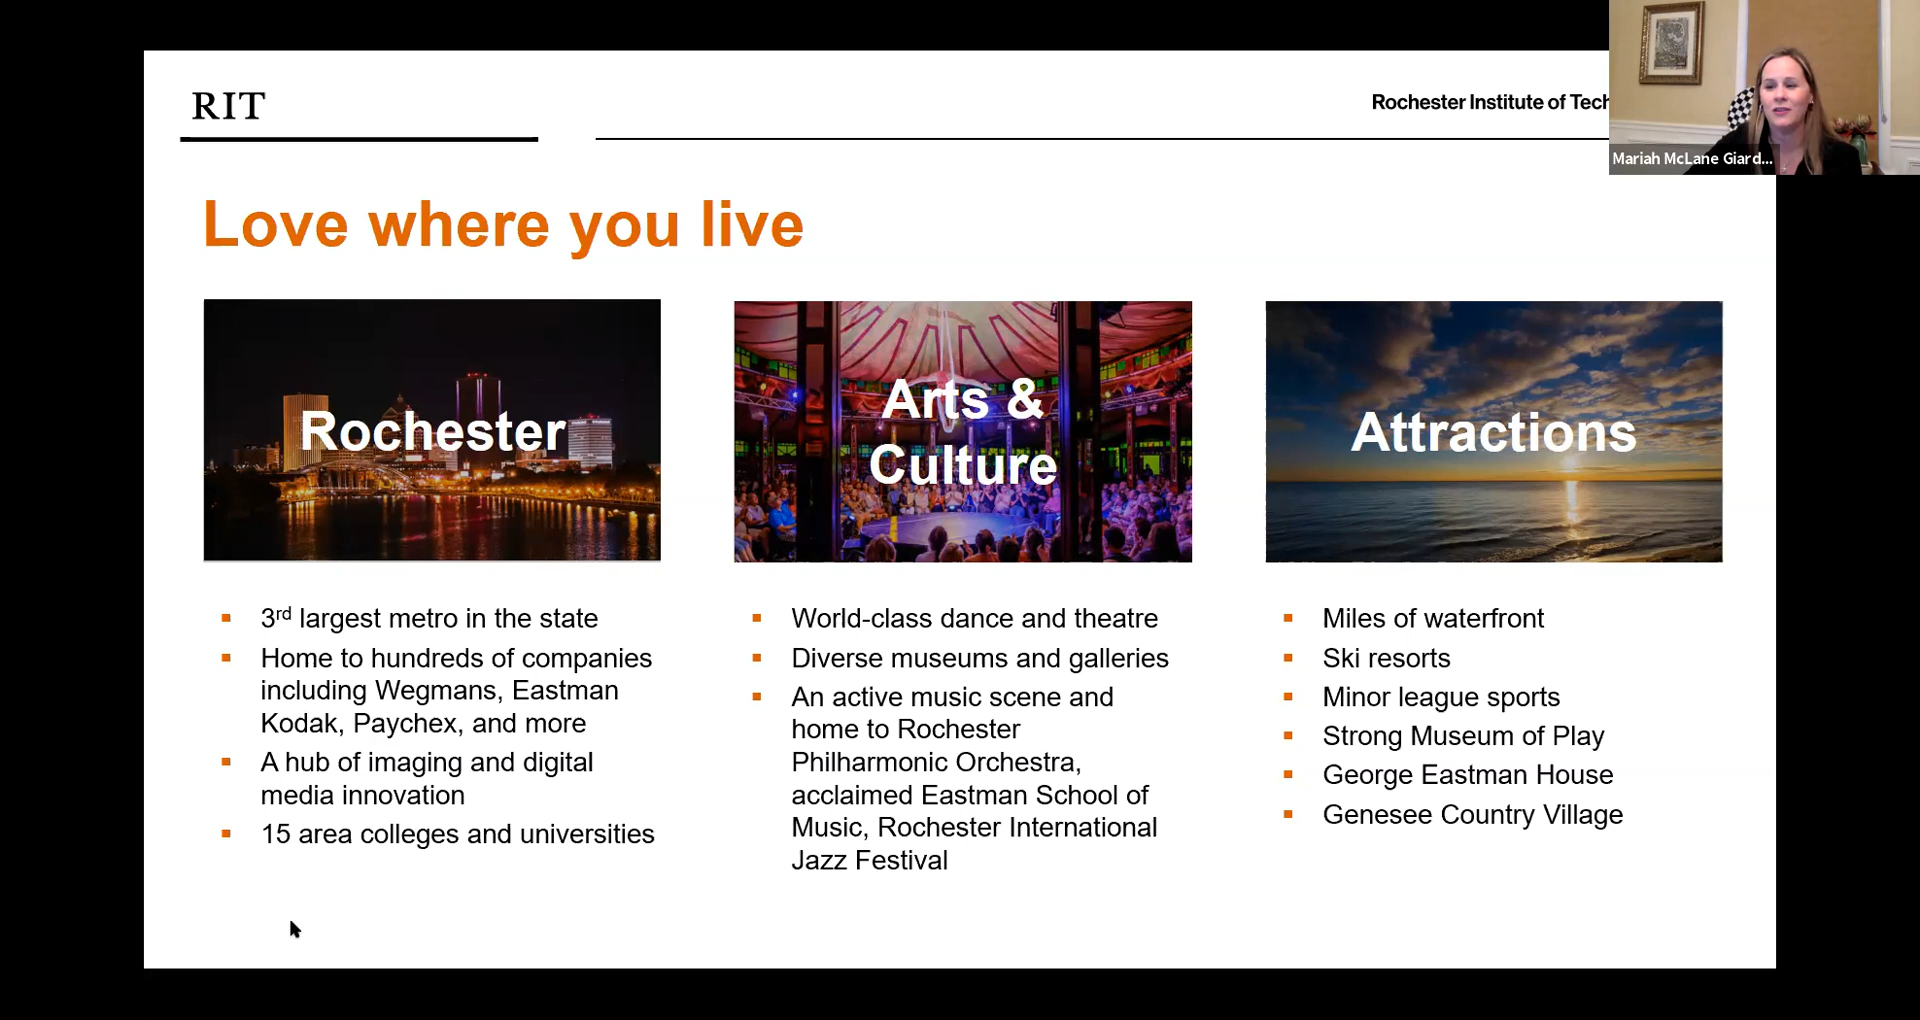 RIT
Rochester Institute of Tech
Mariah McLane Giard...
Love where you live
Rochester
3rd largest metro in the state
Home to hundreds of companies
including Wegmans, Eastman
Kodak, Paychex, and more
A hub of imaging and digital
media innovation
15 area colleges and universities
Arts &
Culture
World-class dance and theatre
Diverse museums and galleries
An active music scene and
home to Rochester
Philharmonic Orchestra,
acclaimed Eastman School of
Music, Rochester International
Jazz Festival
Attractions
Miles of waterfront
Ski resorts
Minor league sports
Strong Museum of Play
George Eastman House
Genesee Country Village